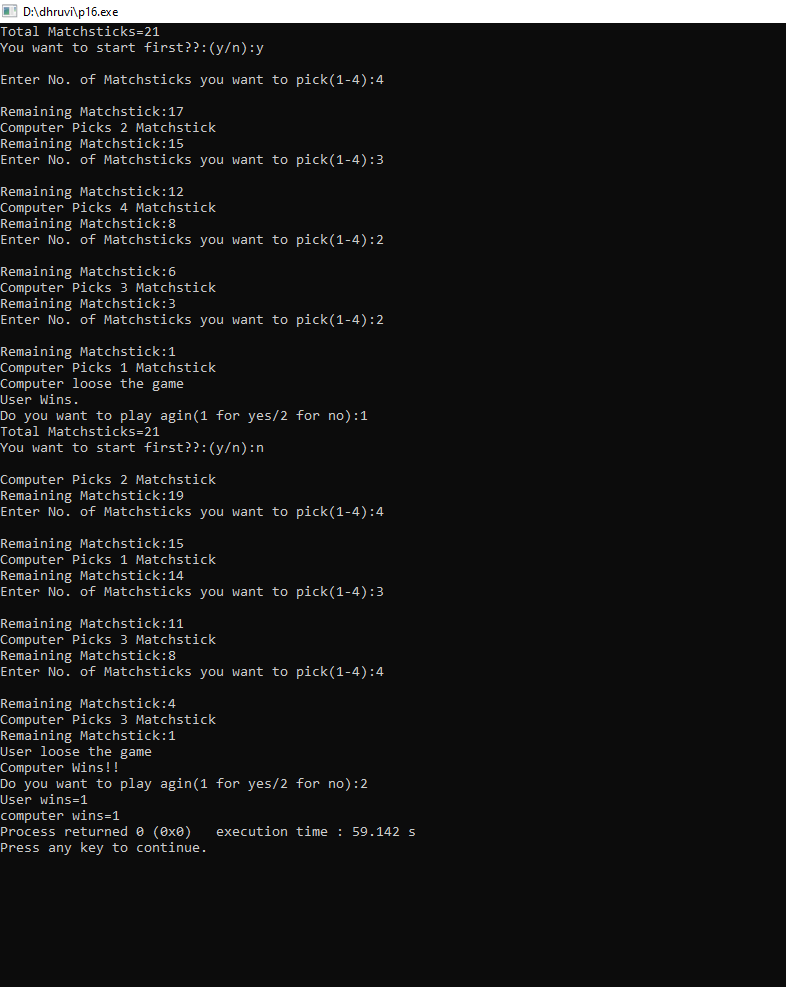 D:\dhruvi\p16.exe
Total Matchsticks=21
You want to start first??:(y/n):y
Enter No. of Matchsticks you want to pick(1-4):4
Remaining Matchstick:17
Computer Picks 2 Matchstick
Remaining Matchstick:15
Enter No. of Matchsticks you want to pick(1-4):3
Remaining Matchstick:12
Computer Picks 4 Matchstick
Remaining Matchstick:8
Enter No. of Matchsticks you want to pick(1-4):2
Remaining Matchstick:6
Computer Picks 3 Matchstick
Remaining Matchstick:3
Enter No. of Matchsticks you want to pick(1-4):2
Remaining Matchstick:1
Computer Picks 1 Matchstick
Computer loose the game
User Wins.
Do you want to play agin(1 for yes/2 for no):1
Total Matchsticks=21
You want to start first??:(y/n):n
Computer Picks 2 Matchstick
Remaining Matchstick:19
Enter No. of Matchsticks you want to pick(1-4):4
Remaining Matchstick:15
Computer Picks 1 Matchstick
Remaining Matchstick:14
Enter No. of Matchsticks you want to pick(1-4):3
Remaining Matchstick:11
Computer Picks 3 Matchstick
Remaining Matchstick:8
Enter No. of Matchsticks you want to pick(1-4):4
Remaining Matchstick:4
Computer Picks 3 Matchstick
Remaining Matchstick:1
User loose the game
Computer Wins!!
Do you want to play agin(1 for yes/2 for no):2
User wins=1
computer wins=1
Process returned 0 (0x0)   execution time : 59.142 s
Press any key to continue.